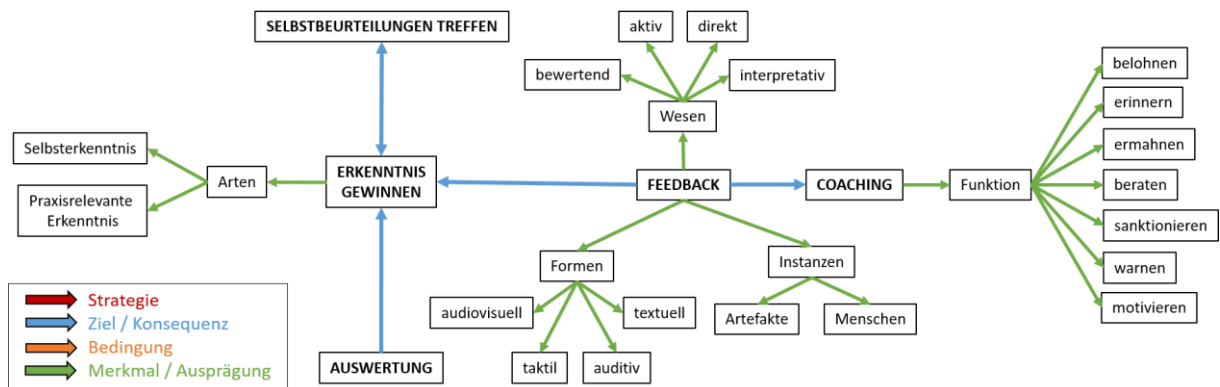 SELBSTBEURTEILUNGEN TREFFEN
aktiv
direkt
bewertend
interpretativ
Wesen
belohnen
erinnern
ermahnen
beraten
sanktionieren
warnen
motivieren
Selbsterkenntnis
Praxisrelevante
Erkenntnis
Arten
ERKENNTNIS
GEWINNEN
FEEDBACK
COACHING
Funktion
Formen
Instanzen
audiovisuell
textuell
taktil
auditiv
Artefakte
Menschen
AUSWERTUNG
Strategie
Ziel / Konsequenz
Bedingung
Merkmal / Ausprägung